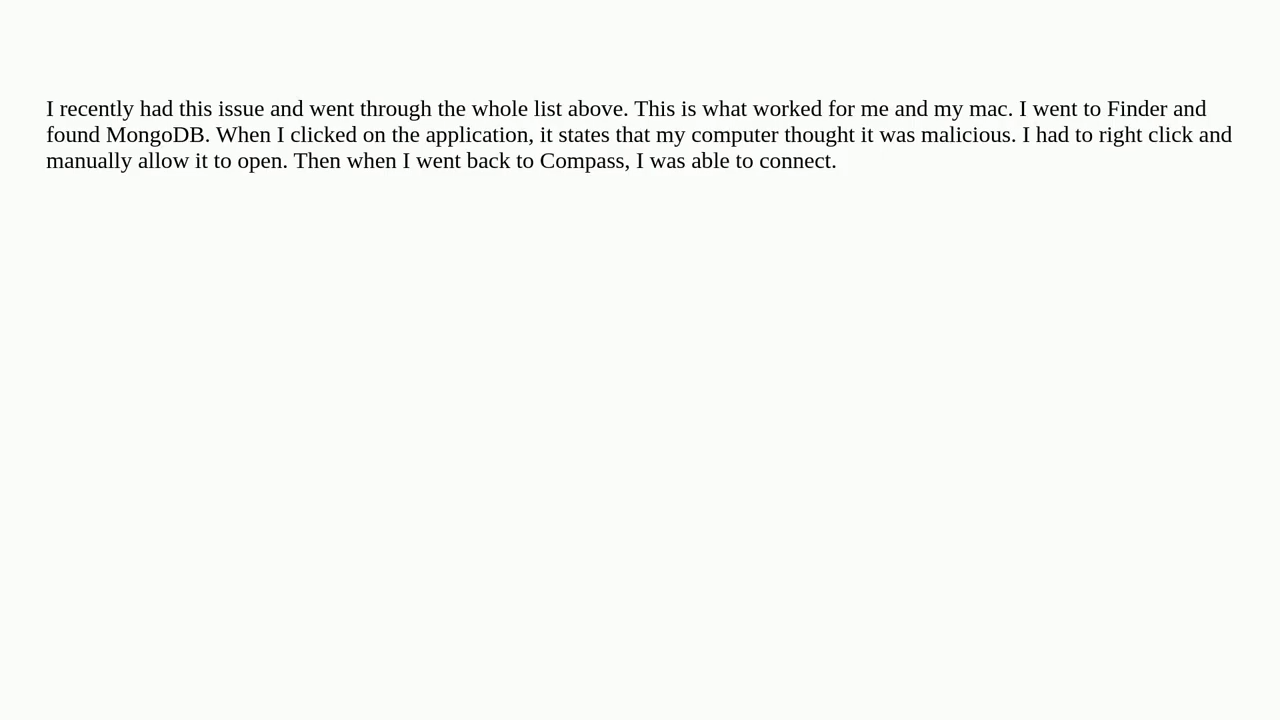 I recently had this issue and went through the whole list above. This is what worked for me and my mac. I went to Finder and
found MongoDB. When I clicked on the application, it states that my computer thought it was malicious. I had to right click and
manually allow it to open. Then when I went back to Compass, I was able to connect.